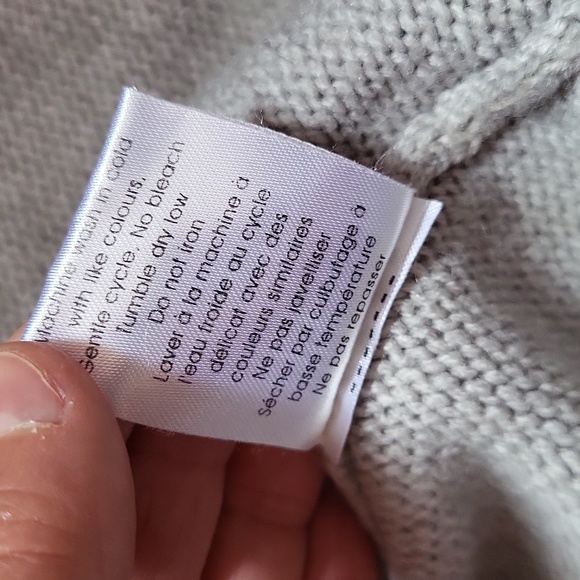 Machine wash in cold
with like colours.
Gentle cycle. No bleach
Tumble dry low
Do not iron
Laver à la machine à
l'eau froide au cycle
délicat avec des
couleurs similaires
Ne pas javelliser
Sécher par culbutage à
basse température
Ne pas repasser